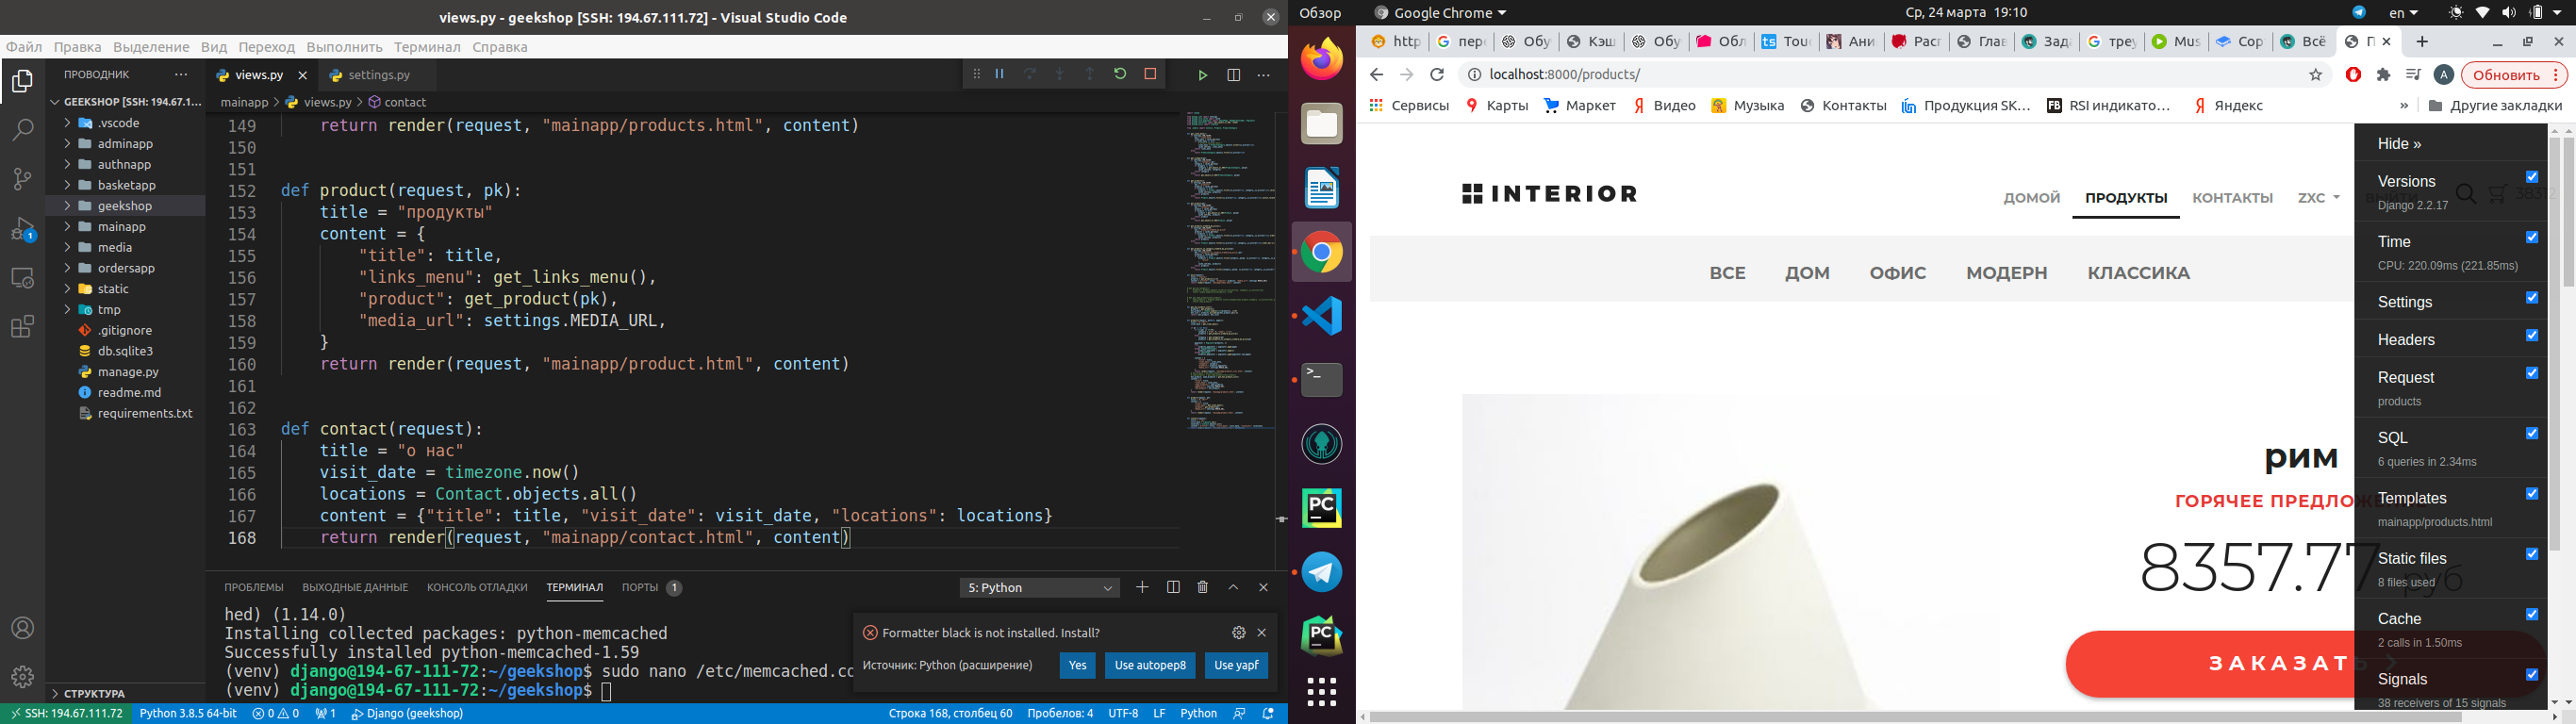 views.py - geekshop [SSH: 194.67.111.72] - Visual Studio Code
Файл Правка Выделение Вид Переход Выполнить Терминал Справка
ПРОВОДНИК ···
GEEKSHOP [SSH: 194.67.1...
.vscode
adminapp
authnapp
basketapp
geekshop
mainapp
media
ordersapp
static
tmp
.gitignore
db.sqlite3
manage.py
readme.md
requirements.txt
СТРУКТУРА
1
views.py
settings.py
mainapp > views.py > contact
149 return render(request, "mainapp/products.html", content)
150
151
152 def product(request, pk):
153 title = "продукты"
154 content = {
155 "title": title,
156 "links_menu": get_links_menu(),
157 "product": get_product(pk),
158 "media_url": settings.MEDIA_URL,
159 }
160 return render(request, "mainapp/product.html", content)
161
162
163 def contact(request):
164 title = "о нас"
165 visit_date = timezone.now()
166 locations = Contact.objects.all()
167 content = {"title": title, "visit_date": visit_date, "locations": locations}
168 return render(request, "mainapp/contact.html", content)
ПРОБЛЕМЫ ВЫХОДНЫЕ ДАННЫЕ КОНСОЛЬ ОТЛАДКИ ТЕРМИНАЛ ПОРТЫ 1
5: Python
hed) (1.14.0)
Installing collected packages: python-memcached
Successfully installed python-memcached-1.59
(venv) django@194-67-111-72:~/geekshop$ sudo nano /etc/memcached.co
(venv) django@194-67-111-72:~/geekshop$
Formatter black is not installed. Install?
Источник: Python (расширение)
Yes
Use autopep8
Use yapf
SSH: 194.67.111.72 Python 3.8.5 64-bit 0 0 1 Django (geekshop)
Строка 168, столбец 60 Пробелов: 4 UTF-8 LF Python
Обзор Google Chrome Ср, 24 марта 19:10 en
http пере Обу Кэш Обу Обл Touc Ани Расп Глав Зада треу Mus Сор Всё П
localhost:8000/products/
A Обновить
Сервисы Карты Маркет Видео Музыка Контакты Продукция SK... RSI индикато... Яндекс » Другие закладки
INTERIOR
ДОМОЙ ПРОДУКТЫ КОНТАКТЫ ZXC
ВСЕ ДОМ ОФИС МОДЕРН КЛАССИКА
рим
ГОРЯЧЕЕ ПРЕДЛОЖ
8357.77 руб
ЗАКАЗАТЬ
Hide »
Versions
Django 2.2.17
Time
CPU: 220.09ms (221.85ms)
Settings
Headers
Request
products
SQL
6 queries in 2.34ms
Templates
mainapp/products.html
Static files
8 files used
Cache
2 calls in 1.50ms
Signals
38 receivers of 15 signals